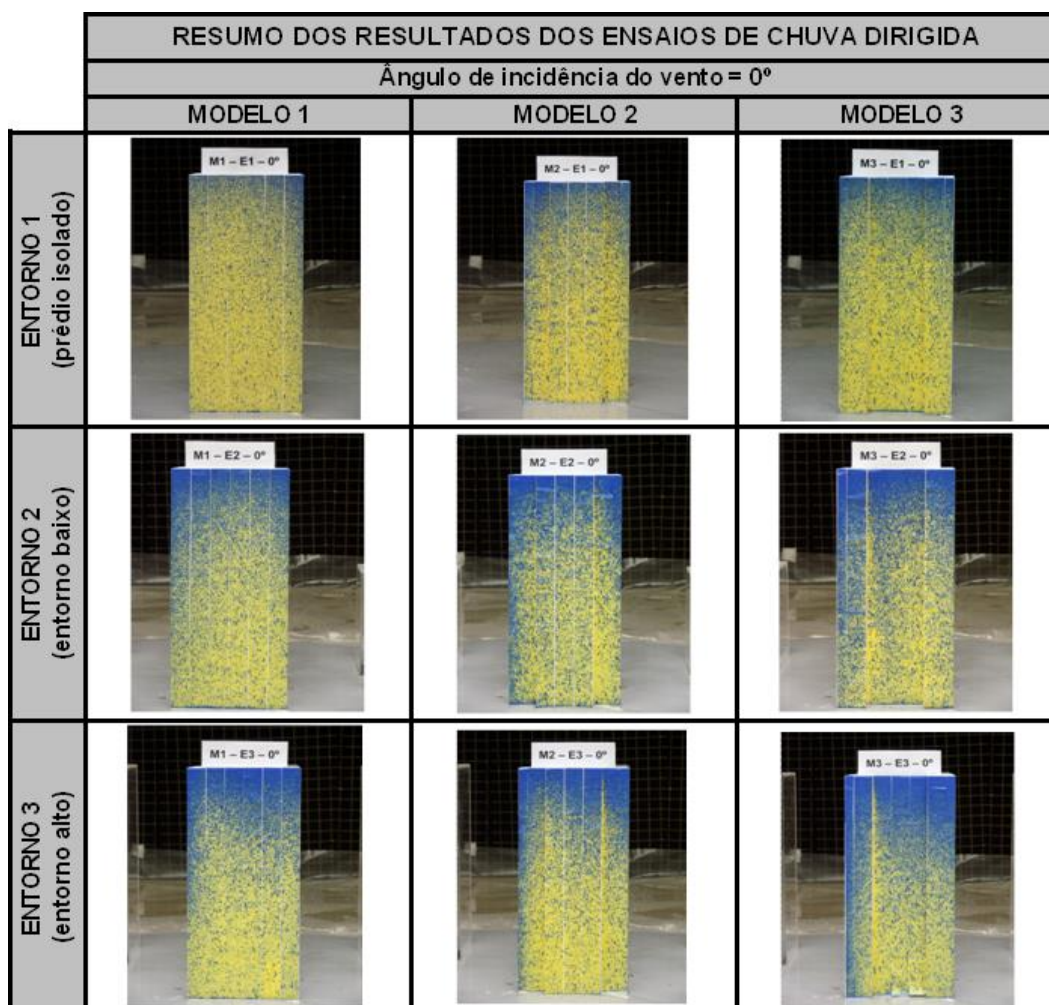 RESUMO DOS RESULTADOS DOS ENSAIOS DE CHUVA DIRIGIDA
Ângulo de incidência do vento = 0º
MODELO 1
MODELO 2
MODELO 3
ENTORNO 1
(prédio isolado)
M1 – E1 – 0º
M2 – E1 – 0º
M3 – E1 – 0º
ENTORNO 2
(entorno baixo)
M1 – E2 – 0º
M2 – E2 – 0º
M3 – E2 – 0º
ENTORNO 3
(entorno alto)
M1 – E3 – 0º
M2 – E3 – 0º
M3 – E3 – 0º